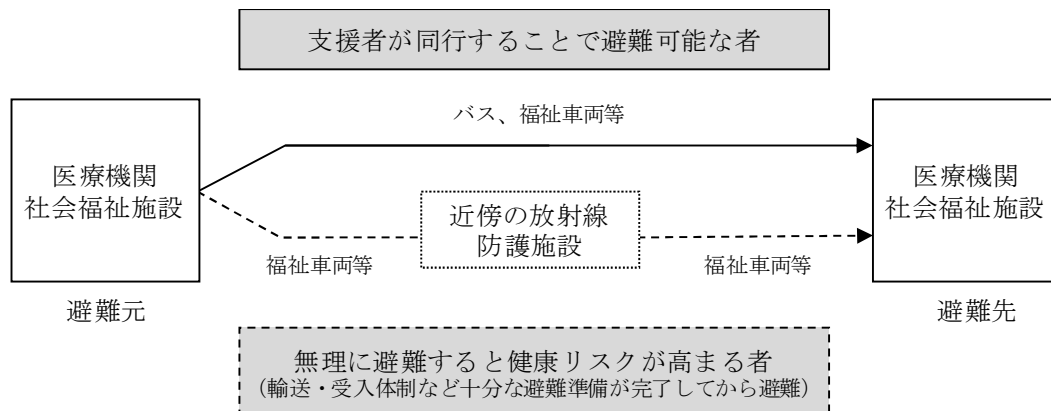 支援者が同行することで避難可能な者
バス、福祉車両等
医療機関
社会福祉施設
医療機関
社会福祉施設
近傍の放射線
防護施設
福祉車両等
福祉車両等
避難元
避難先
無理に避難すると健康リスクが高まる者
（輸送・受入体制など十分な避難準備が完了してから避難）